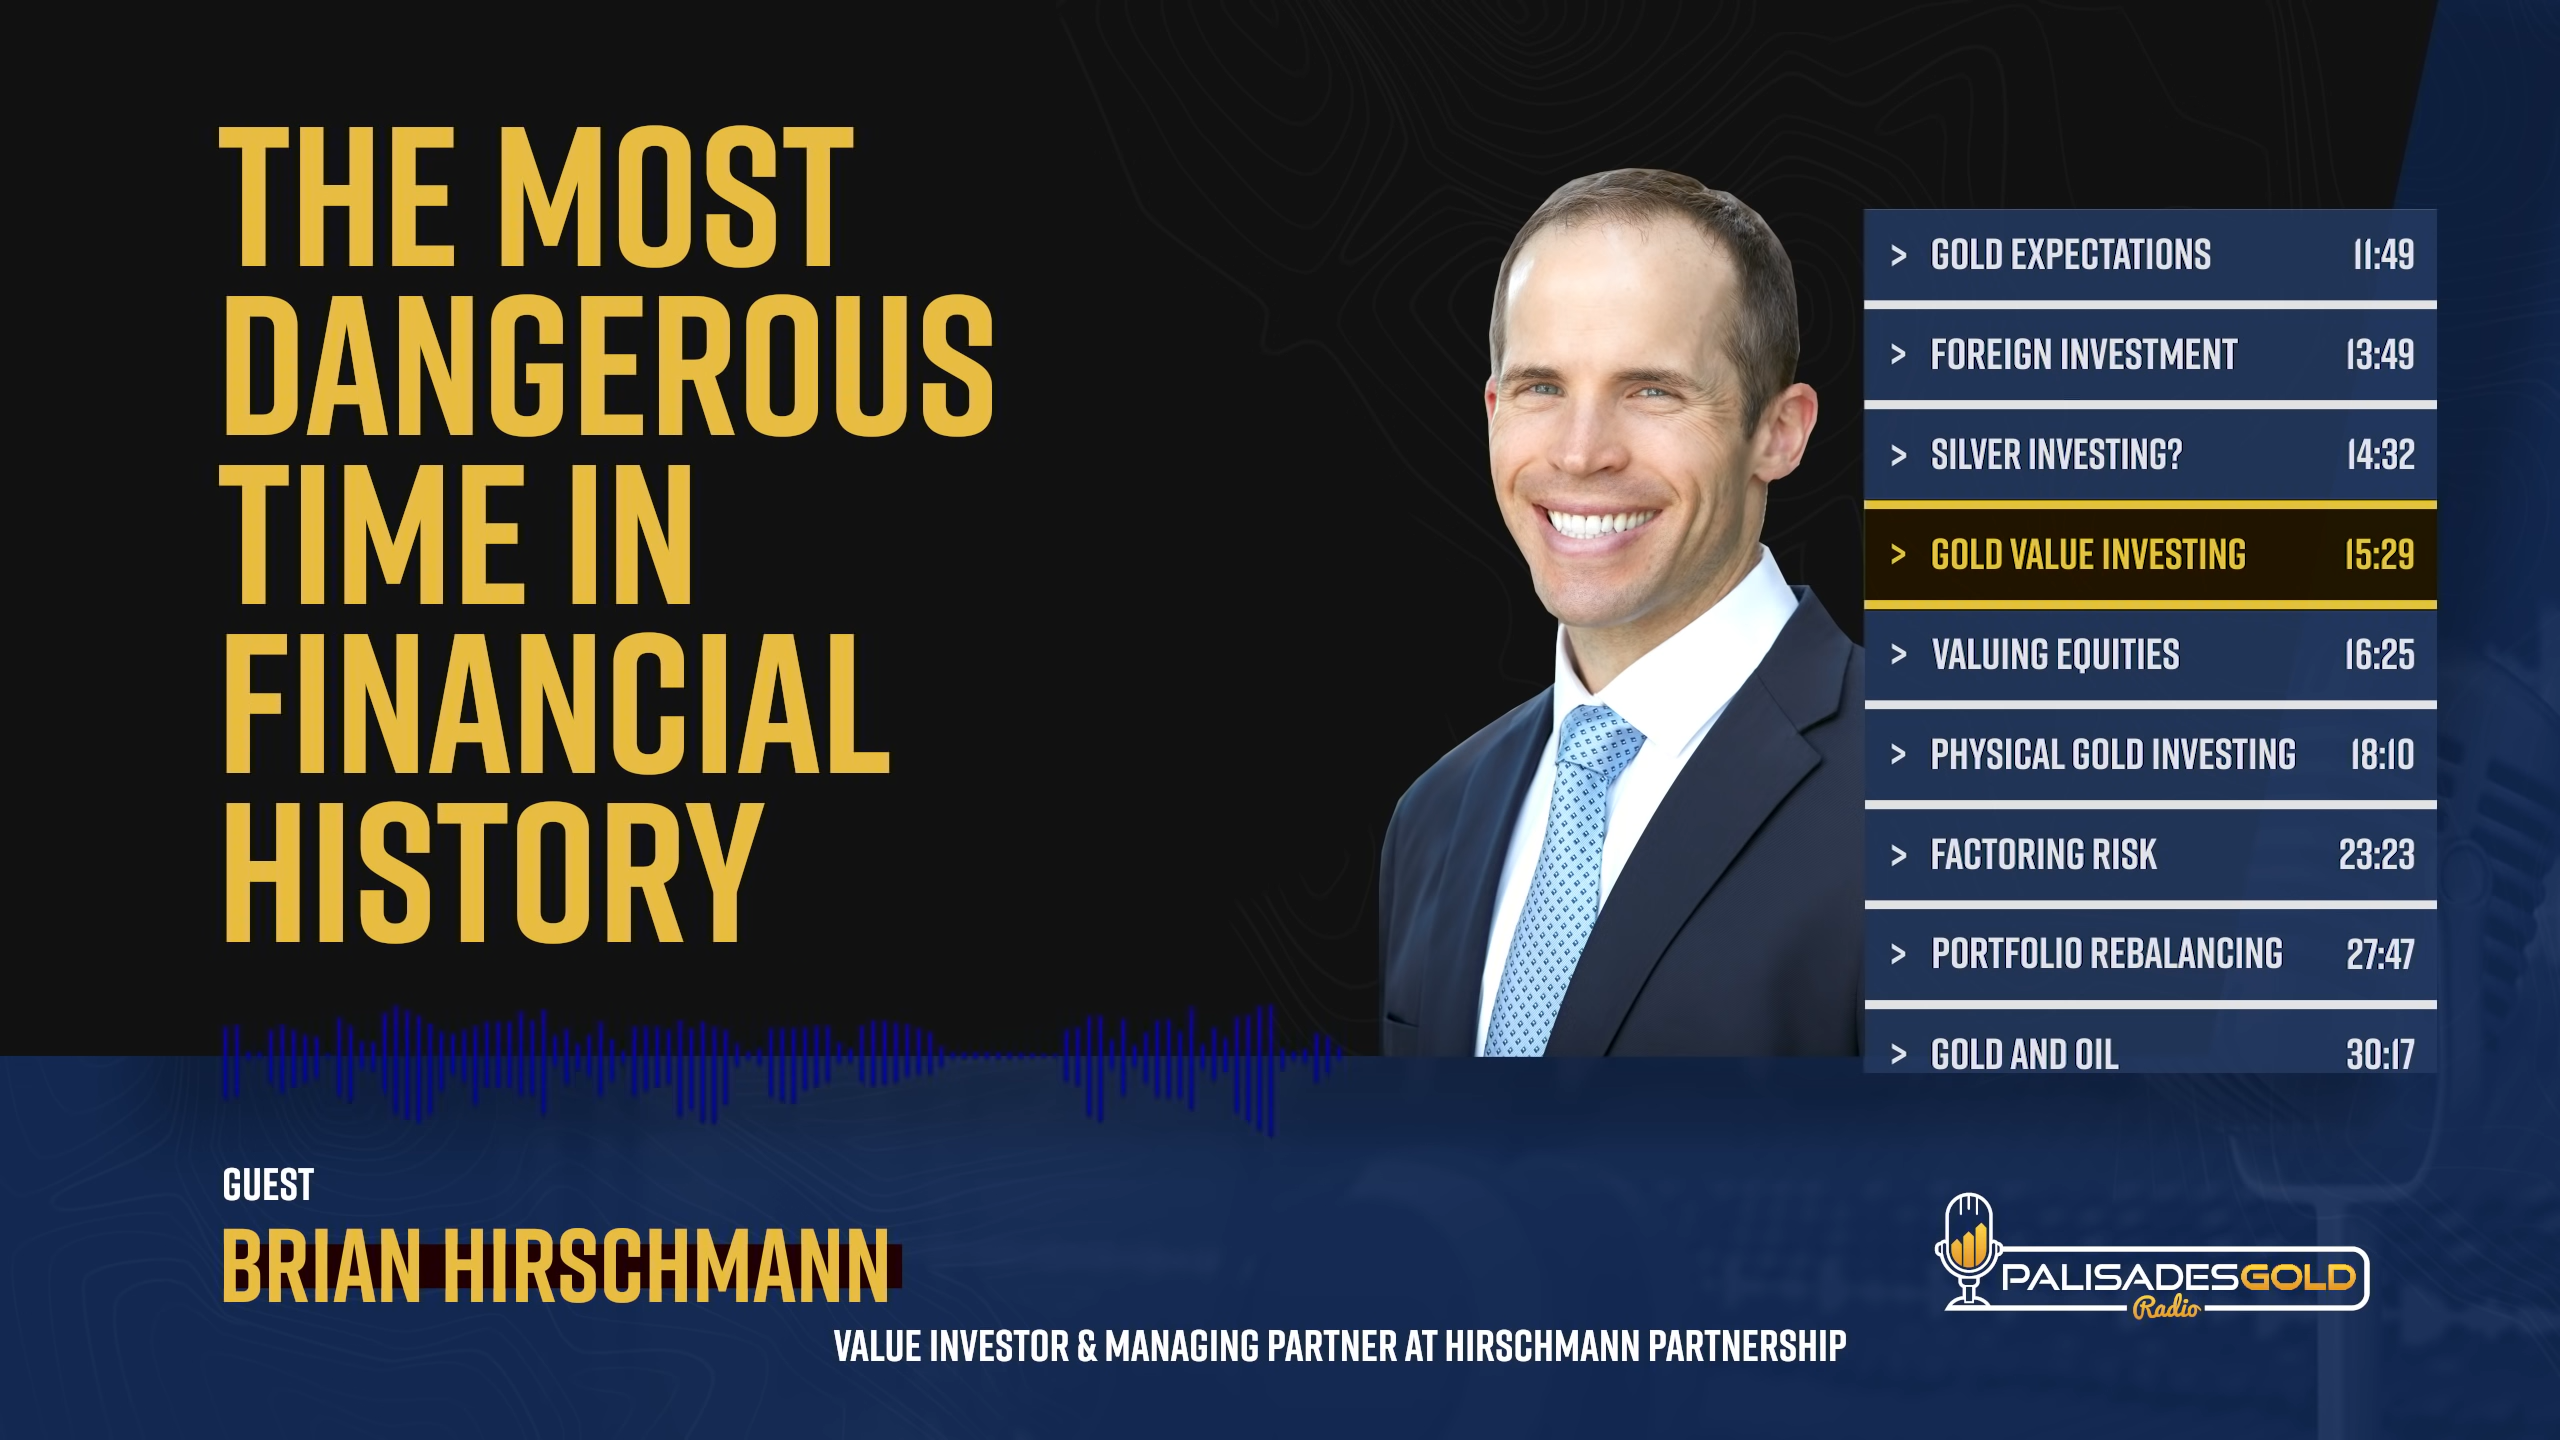 THE MOST
DANGEROUS
TIME IN
FINANCIAL
HISTORY
> GOLD EXPECTATIONS 11:49
> FOREIGN INVESTMENT 13:49
> SILVER INVESTING? 14:32
> GOLD VALUE INVESTING 15:29
> VALUING EQUITIES 16:25
> PHYSICAL GOLD INVESTING 18:10
> FACTORING RISK 23:23
> PORTFOLIO REBALANCING 27:47
> GOLD AND OIL 30:17
GUEST
BRIAN HIRSCHMANN
VALUE INVESTOR & MANAGING PARTNER AT HIRSCHMANN PARTNERSHIP
PALISADESGOLD
Radio